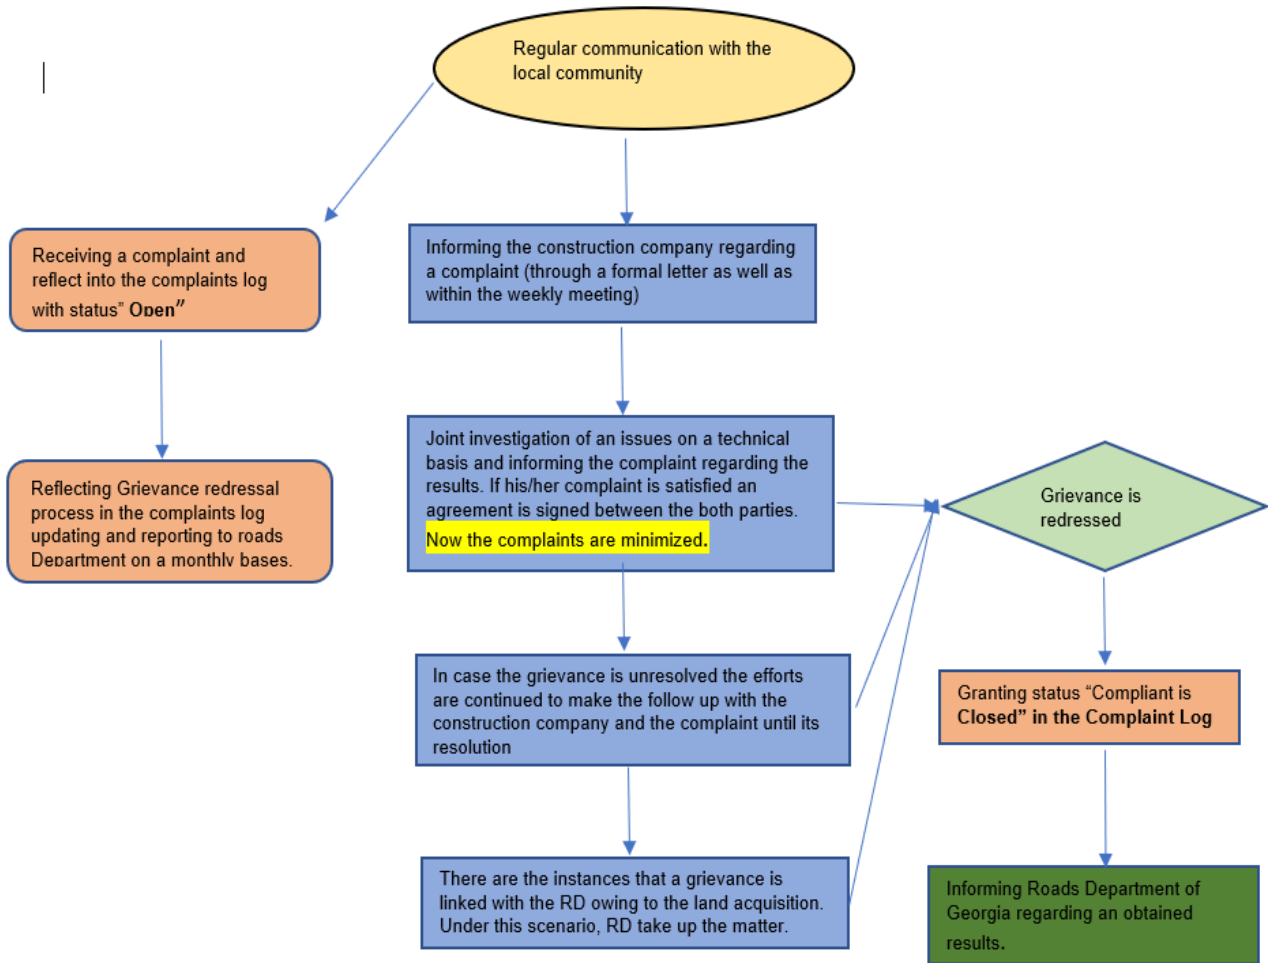 Regular communication with the
local community
Receiving a complaint and
reflect into the complaints log
with status” Open”
Informing the construction company regarding
a complaint (through a formal letter as well as
within the weekly meeting)
Reflecting Grievance redressal
process in the complaints log
updating and reporting to roads
Department on a monthly bases.
Joint investigation of an issues on a technical
basis and informing the complaint regarding the
results. If his/her complaint is satisfied an
agreement is signed between the both parties.
Now the complaints are minimized.
Grievance is
redressed
In case the grievance is unresolved the efforts
are continued to make the follow up with the
construction company and the complaint until its
resolution
Granting status “Compliant is
Closed” in the Complaint Log
There are the instances that a grievance is
linked with the RD owing to the land acquisition.
Under this scenario, RD take up the matter.
Informing Roads Department of
Georgia regarding an obtained
results.